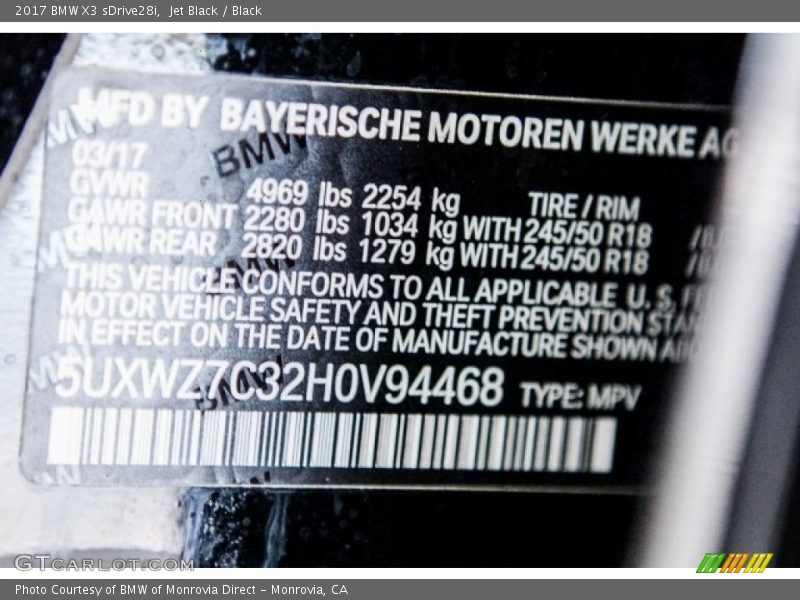 2017 BMW X3 sDrive28i, Jet Black / Black
MFD BY BAYERISCHE MOTOREN WERKE AG
03/17
GVWR 4969 lbs 2254 kg TIRE / RIM
GAWR FRONT 2280 lbs 1034 kg WITH 245/50 R18
GAWR REAR 2820 lbs 1279 kg WITH 245/50 R18
THIS VEHICLE CONFORMS TO ALL APPLICABLE U. S.
MOTOR VEHICLE SAFETY AND THEFT PREVENTION
IN EFFECT ON THE DATE OF MANUFACTURE SHOWN
5UXWZ7C32H0V94468 TYPE: MPV
BMW
BMW
BMW
GTCARLOT.COM
Photo Courtesy of BMW of Monrovia Direct - Monrovia, CA